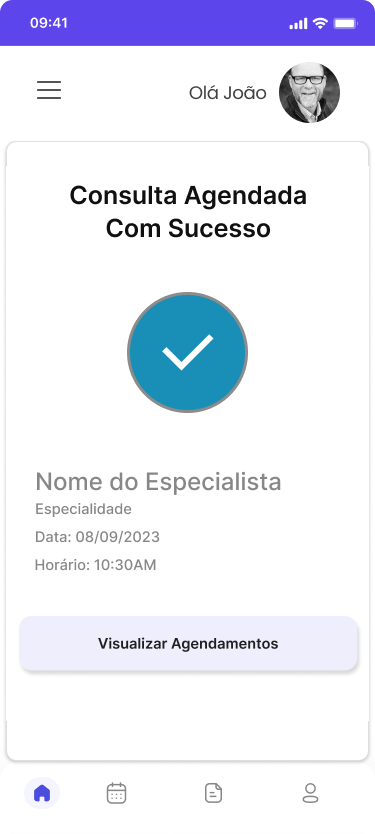 09:41
Olá João
Consulta Agendada
Com Sucesso
Nome do Especialista
Especialidade
Data: 08/09/2023
Horário: 10:30AM
Visualizar Agendamentos